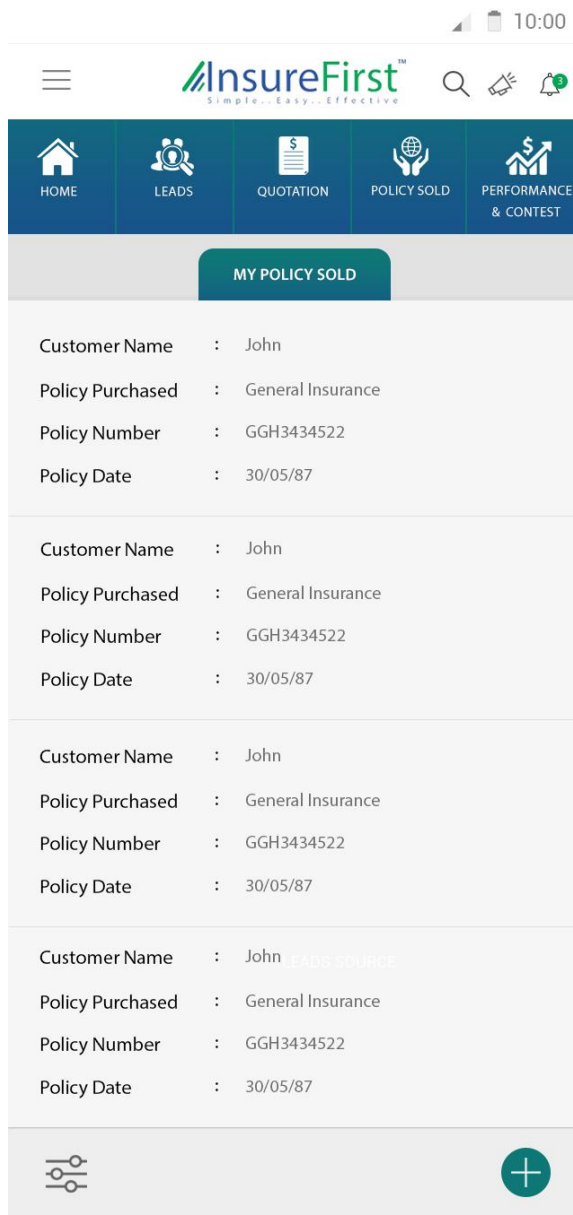 10:00
InsureFirst™
Simple..Easy..Effective
3
HOME
LEADS
$
QUOTATION
POLICY SOLD
$
PERFORMANCE
& CONTEST
MY POLICY SOLD
Customer Name : John
Policy Purchased : General Insurance
Policy Number : GGH3434522
Policy Date : 30/05/87
Customer Name : John
Policy Purchased : General Insurance
Policy Number : GGH3434522
Policy Date : 30/05/87
Customer Name : John
Policy Purchased : General Insurance
Policy Number : GGH3434522
Policy Date : 30/05/87
Customer Name : John
LEADS SOURCE
Policy Purchased : General Insurance
Policy Number : GGH3434522
Policy Date : 30/05/87